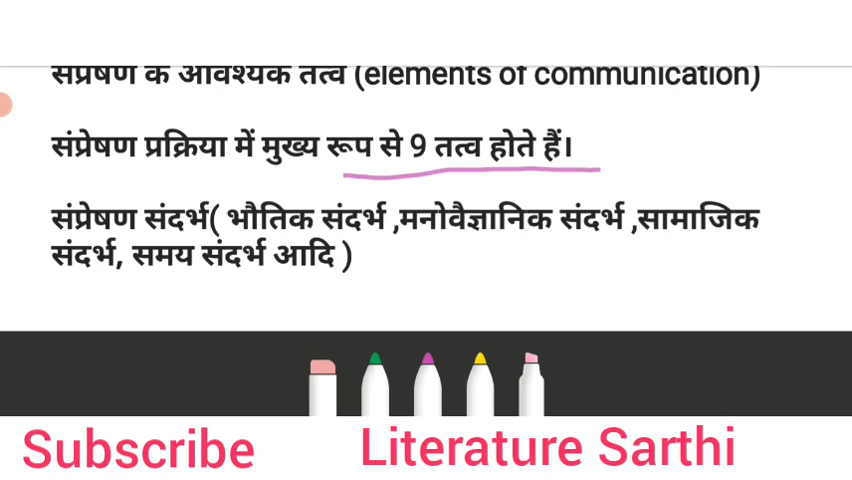 संप्रेषण के आवश्यक तत्व (elements of communication)
संप्रेषण प्रक्रिया में मुख्य रूप से 9 तत्व होते हैं।
संप्रेषण संदर्भ( भौतिक संदर्भ ,मनोवैज्ञानिक संदर्भ ,सामाजिक
संदर्भ, समय संदर्भ आदि )
Subscribe Literature Sarthi